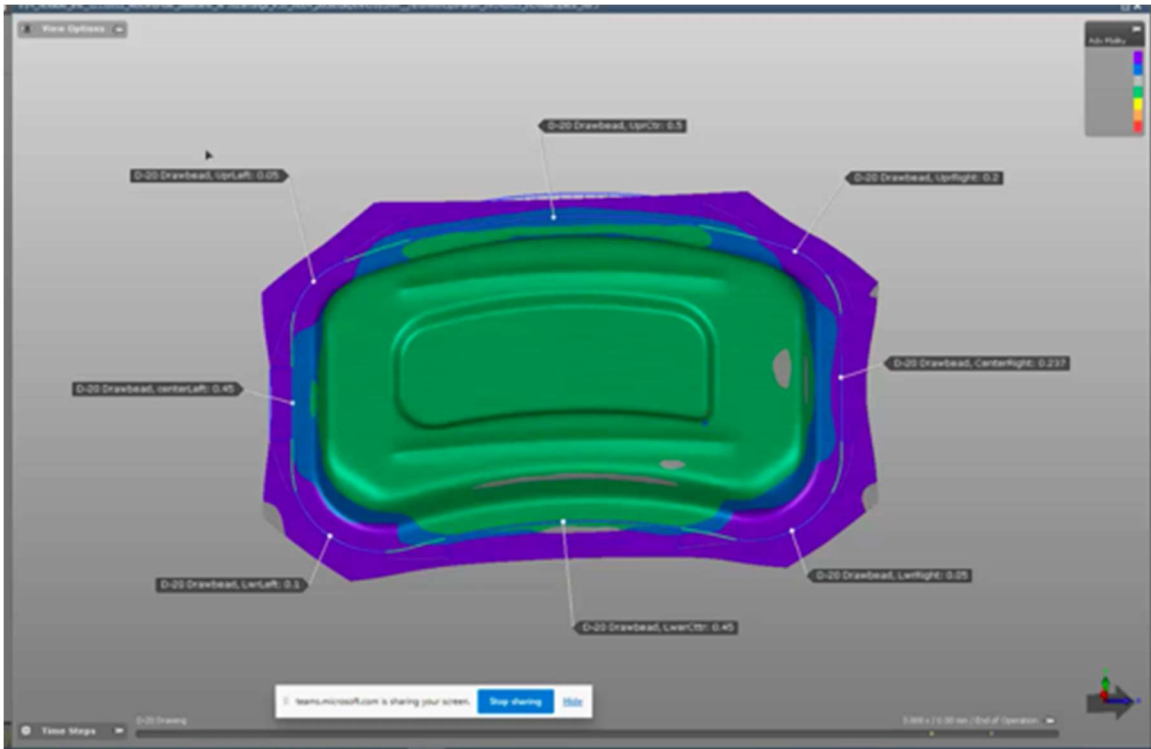 View Options
D-20 Drawbead, UprCtr: 0.5
D-20 Drawbead, UprLeft: 0.05
D-20 Drawbead, UprRight: 0.2
D-20 Drawbead, CenterRight: 0.237
D-20 Drawbead, centerLeft: 0.45
D-20 Drawbead, LwrRight: 0.05
D-20 Drawbead, LwrLeft: 0.1
D-20 Drawbead, LwerCttr: 0.45
teams.microsoft.com is sharing your screen. Stop sharing Hide
D-20 Drawing
End of Operation
Time Steps